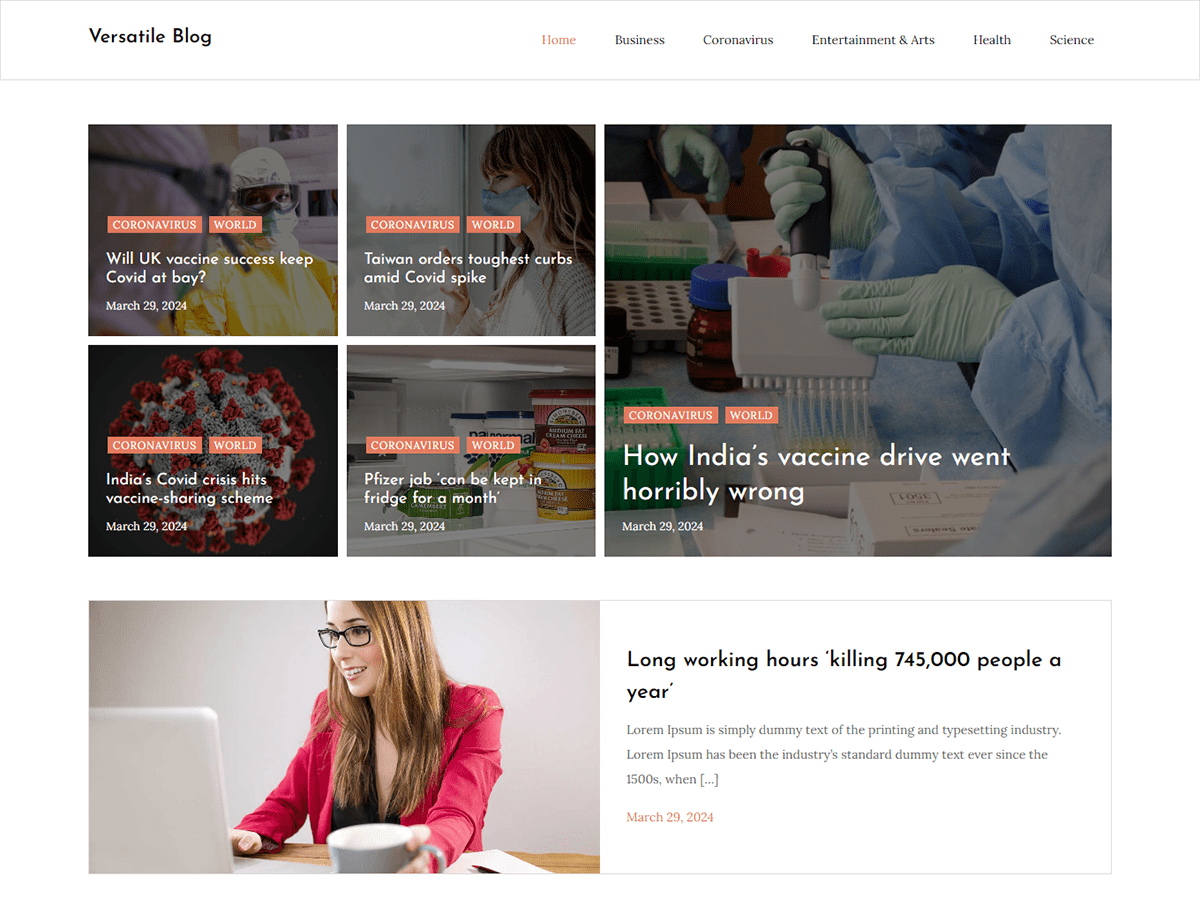 Versatile Blog
Home Business Coronavirus Entertainment & Arts Health Science
CORONAVIRUS WORLD
Will UK vaccine success keep
Covid at bay?
March 29, 2024
CORONAVIRUS WORLD
Taiwan orders toughest curbs
amid Covid spike
March 29, 2024
CORONAVIRUS WORLD
India’s Covid crisis hits
vaccine-sharing scheme
March 29, 2024
CORONAVIRUS WORLD
Pfizer jab ‘can be kept in
fridge for a month’
March 29, 2024
MEDIUM FAT
CREAM CHEESE
CAMEMBERT
CORONAVIRUS WORLD
How India’s vaccine drive went
horribly wrong
March 29, 2024
Long working hours ‘killing 745,000 people a
year’
Lorem Ipsum is simply dummy text of the printing and typesetting industry.
Lorem Ipsum has been the industry’s standard dummy text ever since the
1500s, when […]
March 29, 2024